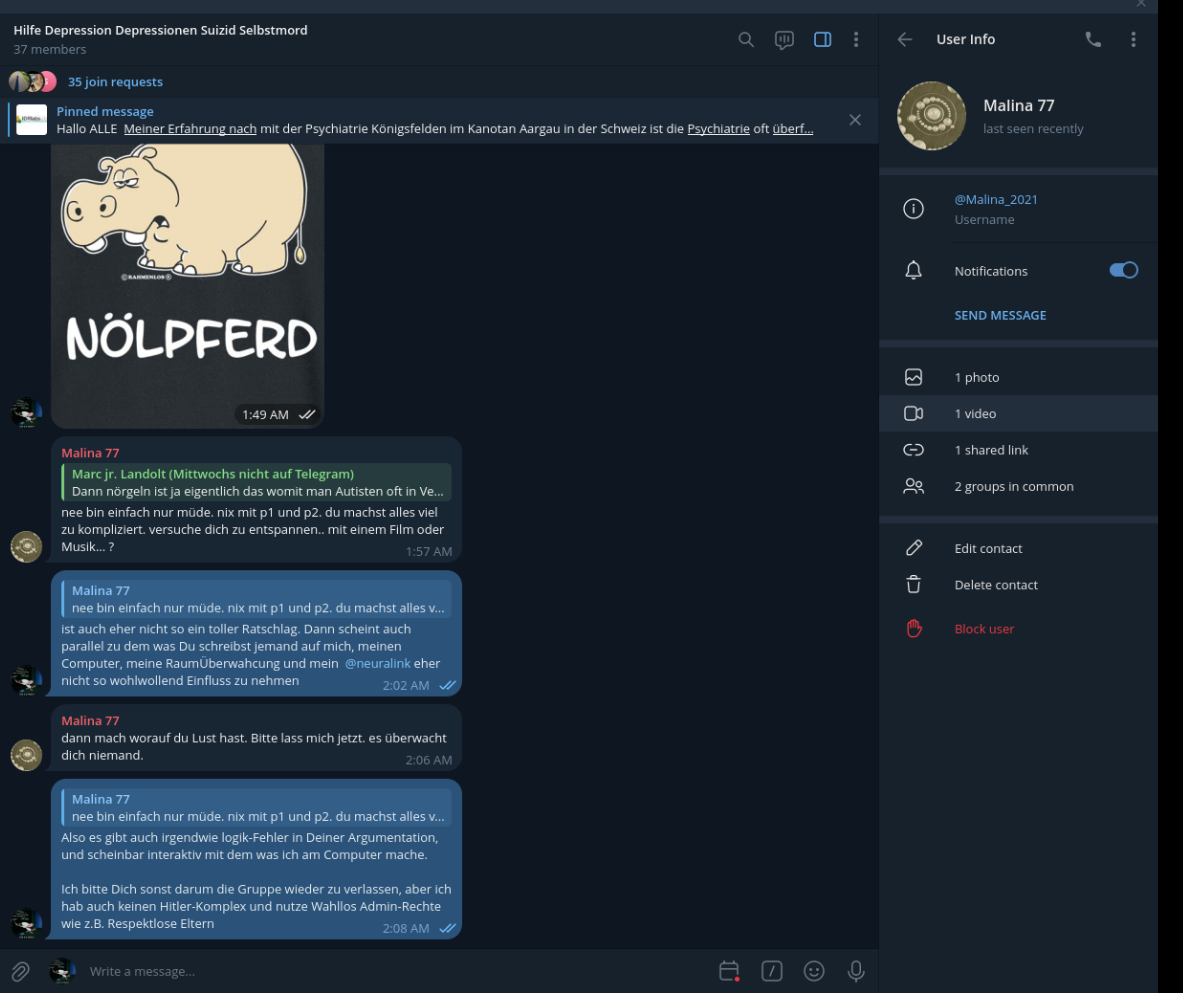 Hilfe Depression Depressionen Suizid Selbstmord
37 members
35 join requests
Pinned message
Hallo ALLE Meiner Erfahrung nach mit der Psychiatrie Königsfelden im Kanotan Aargau in der Schweiz ist die Psychiatrie oft überf...
©RAHMENLOS®
NÖLPFERD
1:49 AM
Malina 77
Marc jr. Landolt (Mittwochs nicht auf Telegram)
Dann nörgeln ist ja eigentlich das womit man Autisten oft in Ve...
nee bin einfach nur müde. nix mit p1 und p2. du machst alles viel
zu kompliziert. versuche dich zu entspannen.. mit einem Film oder
Musik... ?
1:57 AM
Malina 77
nee bin einfach nur müde. nix mit p1 und p2. du machst alles v...
ist auch eher nicht so ein toller Ratschlag. Dann scheint auch
parallel zu dem was Du schreibst jemand auf mich, meinen
Computer, meine RaumÜberwahcung und mein @neuralink eher
nicht so wohlwollend Einfluss zu nehmen
2:02 AM
Malina 77
dann mach worauf du Lust hast. Bitte lass mich jetzt. es überwacht
dich niemand.
2:06 AM
Malina 77
nee bin einfach nur müde. nix mit p1 und p2. du machst alles v...
Also es gibt auch irgendwie logik-Fehler in Deiner Argumentation,
und scheinbar interaktiv mit dem was ich am Computer mache.
Ich bitte Dich sonst darum die Gruppe wieder zu verlassen, aber ich
hab auch keinen Hitler-Komplex und nutze Wahllos Admin-Rechte
wie z.B. Respektlose Eltern
2:08 AM
Write a message...
User Info
Malina 77
last seen recently
@Malina_2021
Username
Notifications
SEND MESSAGE
1 photo
1 video
1 shared link
2 groups in common
Edit contact
Delete contact
Block user